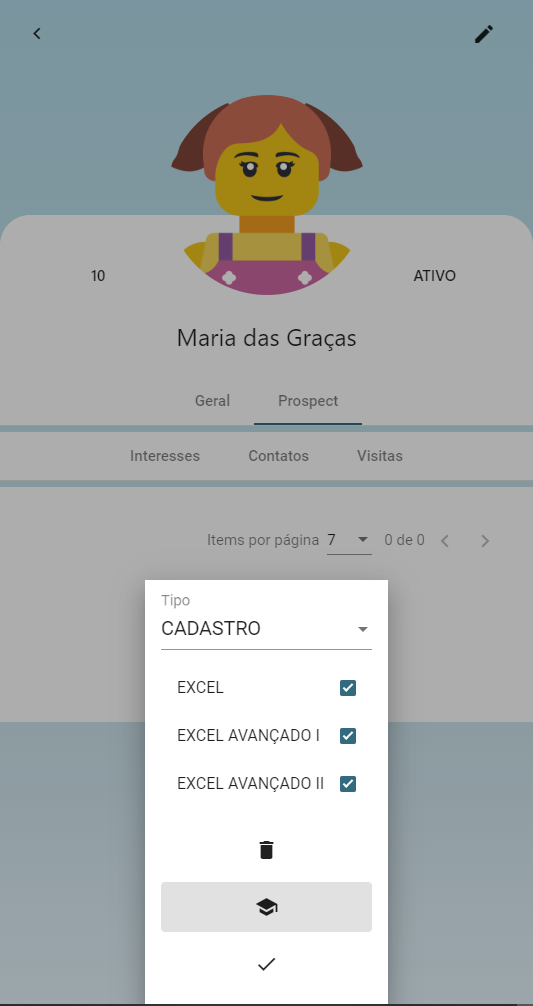 10
ATIVO
Maria das Graças
Geral Prospect
Interesses Contatos Visitas
Items por página 7 0 de 0
Tipo
CADASTRO
EXCEL
EXCEL AVANÇADO I
EXCEL AVANÇADO II